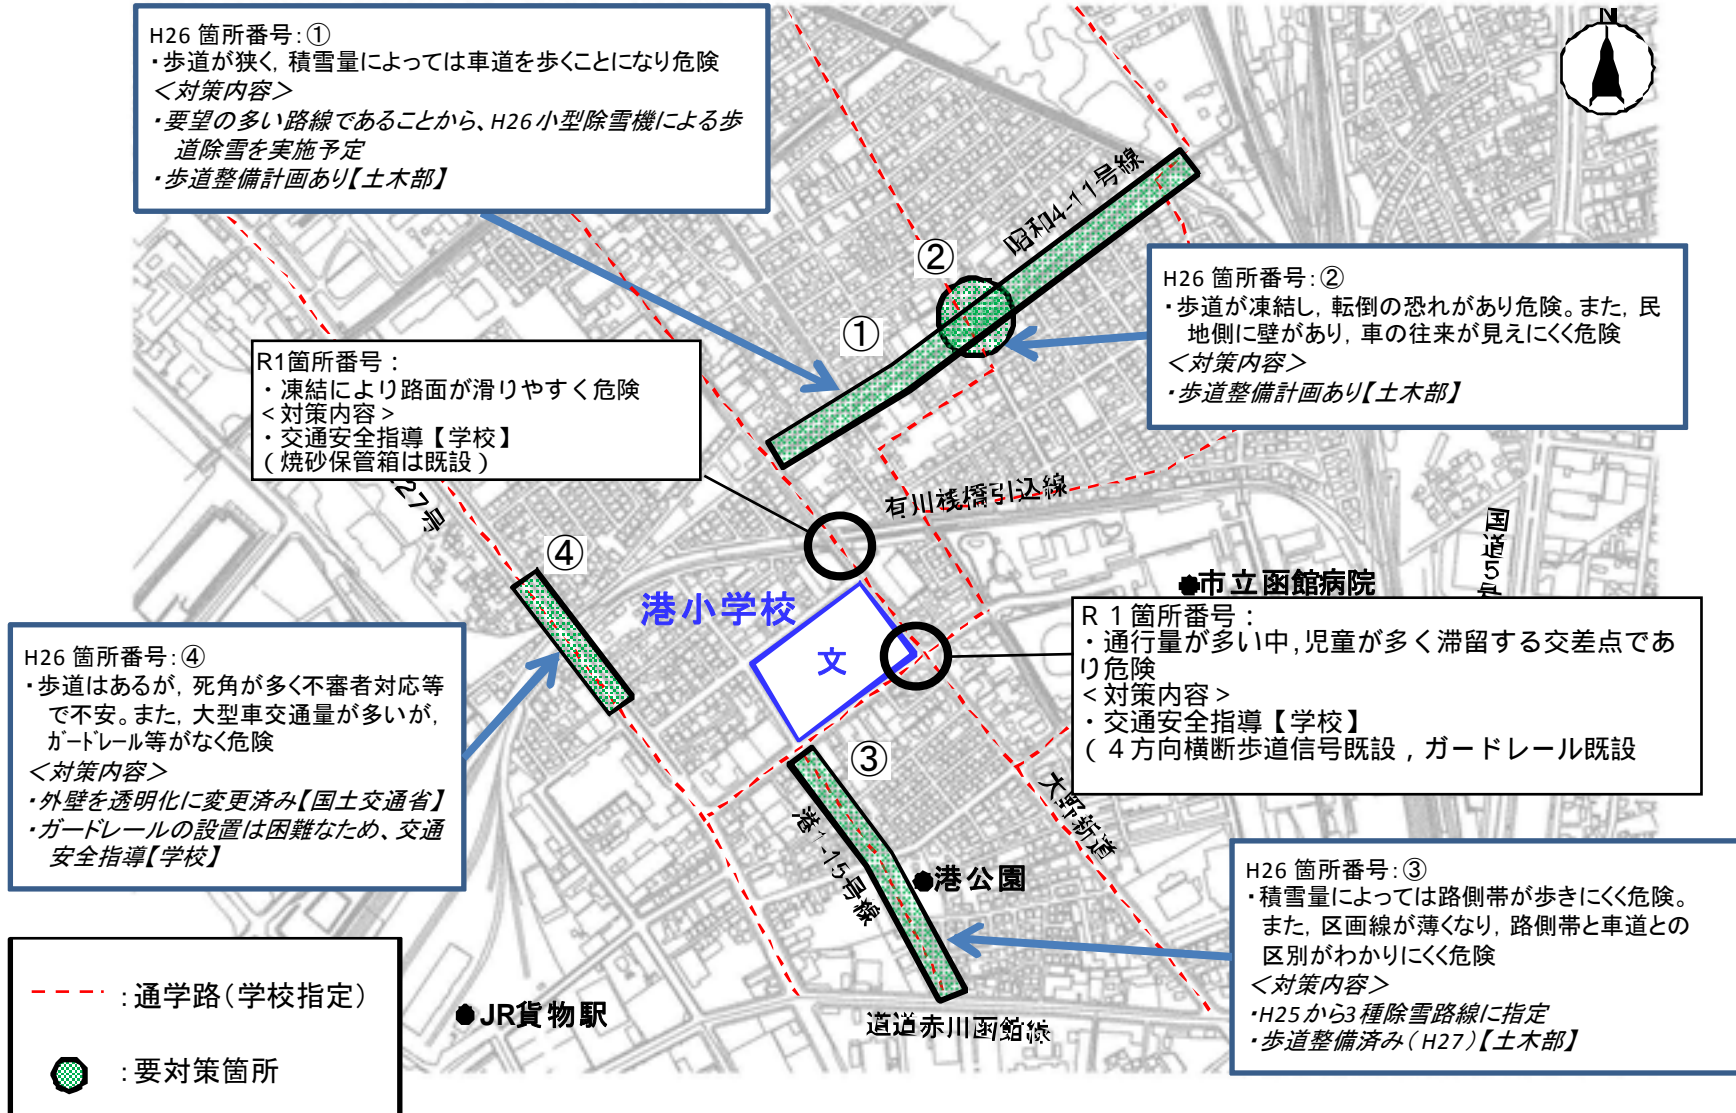 H26 箇所番号：①
・歩道が狭く，積雪量によっては車道を歩くことになり危険
＜対策内容＞
・要望の多い路線であることから、H26小型除雪機による歩
道除雪を実施予定
・歩道整備計画あり【土木部】
N
昭和4-11号線
②
①
H26 箇所番号：②
・歩道が凍結し，転倒の恐れがあり危険。また，民
地側に壁があり，車の往来が見えにくく危険
＜対策内容＞
・歩道整備計画あり【土木部】
R1箇所番号：
・凍結により路面が滑りやすく危険
＜対策内容＞
・交通安全指導【学校】
（焼砂保管箱は既設）
27号
有川桟橋引込線
④
港小学校
文
●市立函館病院
R１箇所番号：
・通行量が多い中，児童が多く滞留する交差点であ
り危険
＜対策内容＞
・交通安全指導【学校】
（４方向横断歩道信号既設，ガードレール既設
H26 箇所番号：④
・歩道はあるが，死角が多く不審者対応等
で不安。また，大型車交通量が多いが，
ガードレール等がなく危険
＜対策内容＞
・外壁を透明化に変更済み【国土交通省】
・ガードレールの設置は困難なため、交通
安全指導【学校】
③
港1-15号線
大野新道
●港公園
H26 箇所番号：③
・積雪量によっては路側帯が歩きにくく危険。
また，区画線が薄くなり，路側帯と車道との
区別がわかりにくく危険
＜対策内容＞
・H25から3種除雪路線に指定
・歩道整備済み（H27）【土木部】
●JR貨物駅
道道赤川函館線
：通学路（学校指定）
：要対策箇所